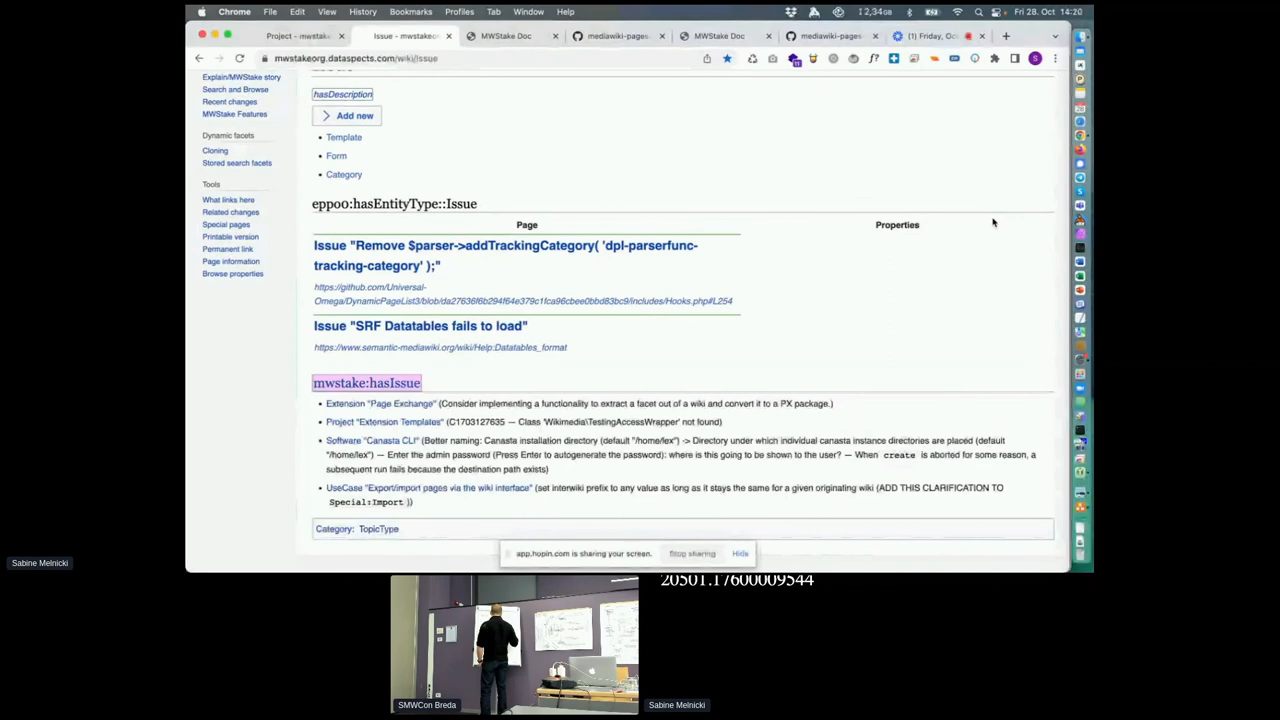 Chrome File Edit View History Bookmarks Profiles Tab Window Help
2,34 GB Fri 28. Oct 14:20
Project - mwstake
Issue - mwstakeo
MWStake Doc
mediawiki-pages
MWStake Doc
mediawiki-pages
(1) Friday, Oc
mwstakeorg.dataspects.com/wiki/Issue
Explain/MWStake story
Search and Browse
Recent changes
MWStake Features
Dynamic facets
Cloning
Stored search facets
Tools
What links here
Related changes
Special pages
Printable version
Permanent link
Page information
Browse properties
hasDescription
Add new
Template
Form
Category
eppo0:hasEntityType::Issue
Page Properties
Issue "Remove $parser->addTrackingCategory( 'dpl-parserfunc-
tracking-category' );"
https://github.com/Universal-
Omega/DynamicPageList3/blob/da27636f6b294f64e379c1fca96cbee0bbd83bc9/includes/Hooks.php#L254
Issue "SRF Datatables fails to load"
https://www.semantic-mediawiki.org/wiki/Help:Datatables_format
mwstake:hasIssue
Extension "Page Exchange" (Consider implementing a functionality to extract a facet out of a wiki and convert it to a PX package.)
Project "Extension Templates" (C1703127635 — Class 'Wikimedia\TestingAccessWrapper' not found)
Software "Canasta CLI" (Better naming: Canasta installation directory (default "/home/lex") -> Directory under which individual canasta instance directories are placed (default
"/home/lex") — Enter the admin password (Press Enter to autogenerate the password): where is this going to be shown to the user? — When create is aborted for some reason, a
subsequent run fails because the destination path exists)
UseCase "Export/import pages via the wiki interface" (set interwiki prefix to any value as long as it stays the same for a given originating wiki (ADD THIS CLARIFICATION TO
Special:Import ))
Category: TopicType
app.hopin.com is sharing your screen. Stop sharing Hide
Sabine Melnicki
20501.17600009544
SMWCon Breda
Sabine Melnicki